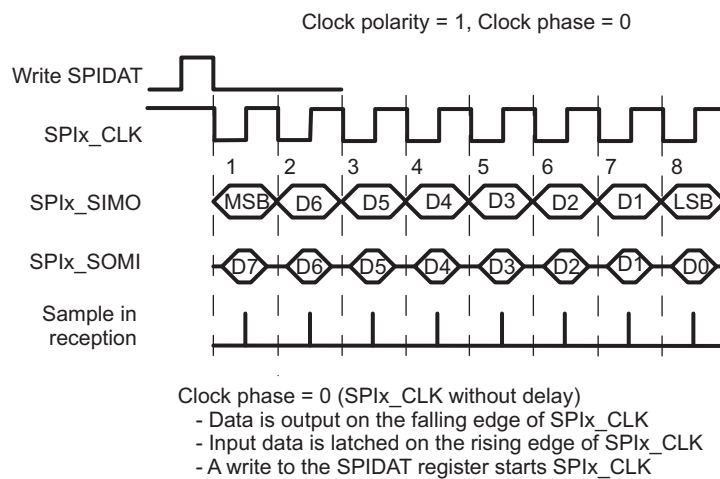 Clock polarity = 1, Clock phase = 0
Write SPIDAT
SPIx_CLK
1 2 3 4 5 6 7 8
SPIx_SIMO MSB D6 D5 D4 D3 D2 D1 LSB
SPIx_SOMI D7 D6 D5 D4 D3 D2 D1 D0
Sample in
reception
Clock phase = 0 (SPIx_CLK without delay)
- Data is output on the falling edge of SPIx_CLK
- Input data is latched on the rising edge of SPIx_CLK
- A write to the SPIDAT register starts SPIx_CLK